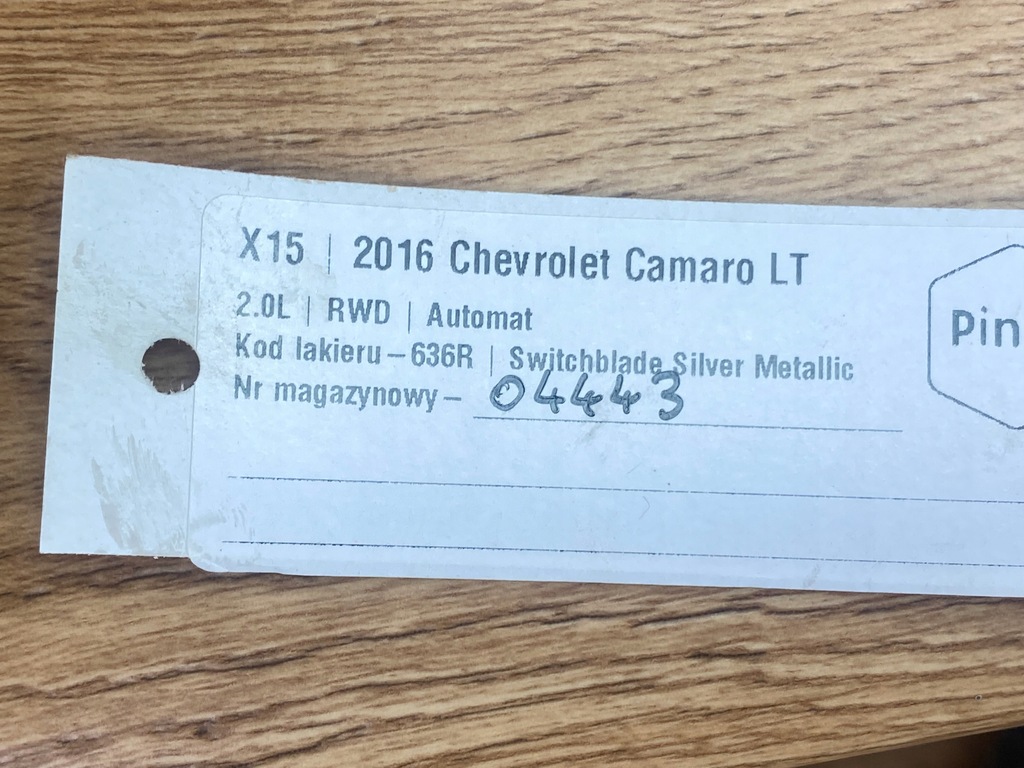 X15 | 2016 Chevrolet Camaro LT
2.0L | RWD | Automat
Kod lakieru – 636R | Switchblade Silver Metallic
Nr magazynowy – 04443
Pin